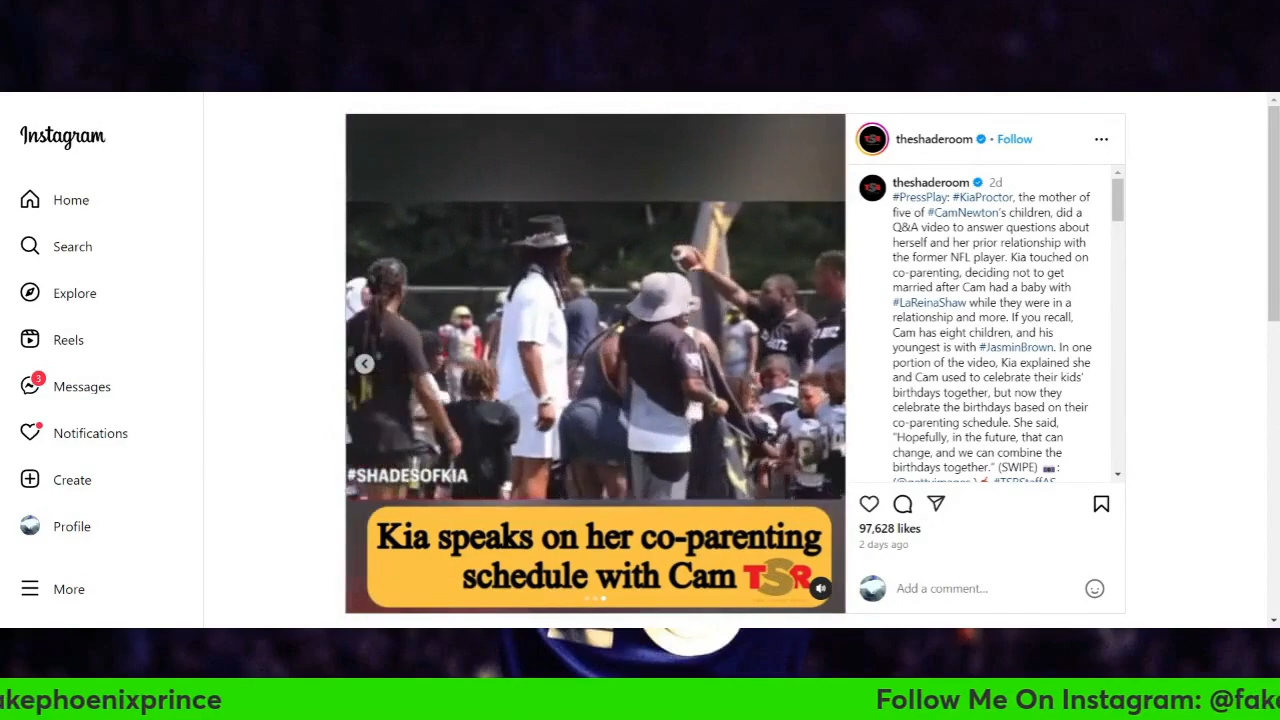 Instagram
Home
Search
Explore
Reels
3
Messages
Notifications
Create
Profile
More
#SHADESOFKIA
Kia speaks on her co-parenting
schedule with Cam TSR
theshaderoom • Follow
theshaderoom 2d
#PressPlay: #KiaProctor, the mother of
five of #CamNewton's children, did a
Q&A video to answer questions about
herself and her prior relationship with
the former NFL player. Kia touched on
co-parenting, deciding not to get
married after Cam had a baby with
#LaReinaShaw while they were in a
relationship and more. If you recall,
Cam has eight children, and his
youngest is with #JasminBrown. In one
portion of the video, Kia explained she
and Cam used to celebrate their kids'
birthdays together, but now they
celebrate the birthdays based on their
co-parenting schedule. She said,
"Hopefully, in the future, that can
change, and we can combine the
birthdays together." (SWIPE) 📷:
97,628 likes
2 days ago
Add a comment...
akephoenixprince
Follow Me On Instagram: @fak